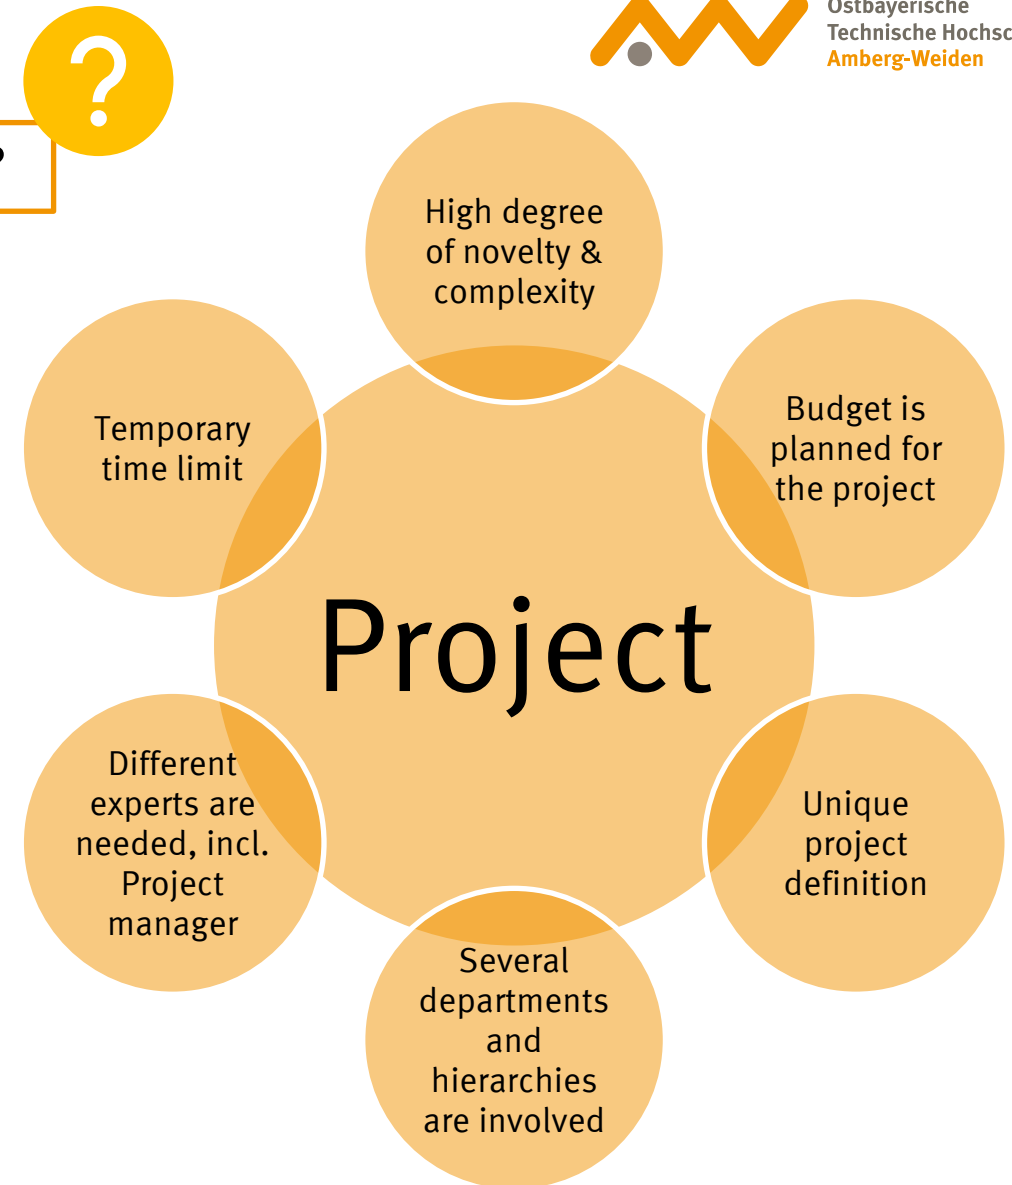 Ostbayerische
Technische Hochsc
Amberg-Weiden
?
?
High degree
of novelty &
complexity
Temporary
time limit
Budget is
planned for
the project
Project
Different
experts are
needed, incl.
Project
manager
Unique
project
definition
Several
departments
and
hierarchies
are involved